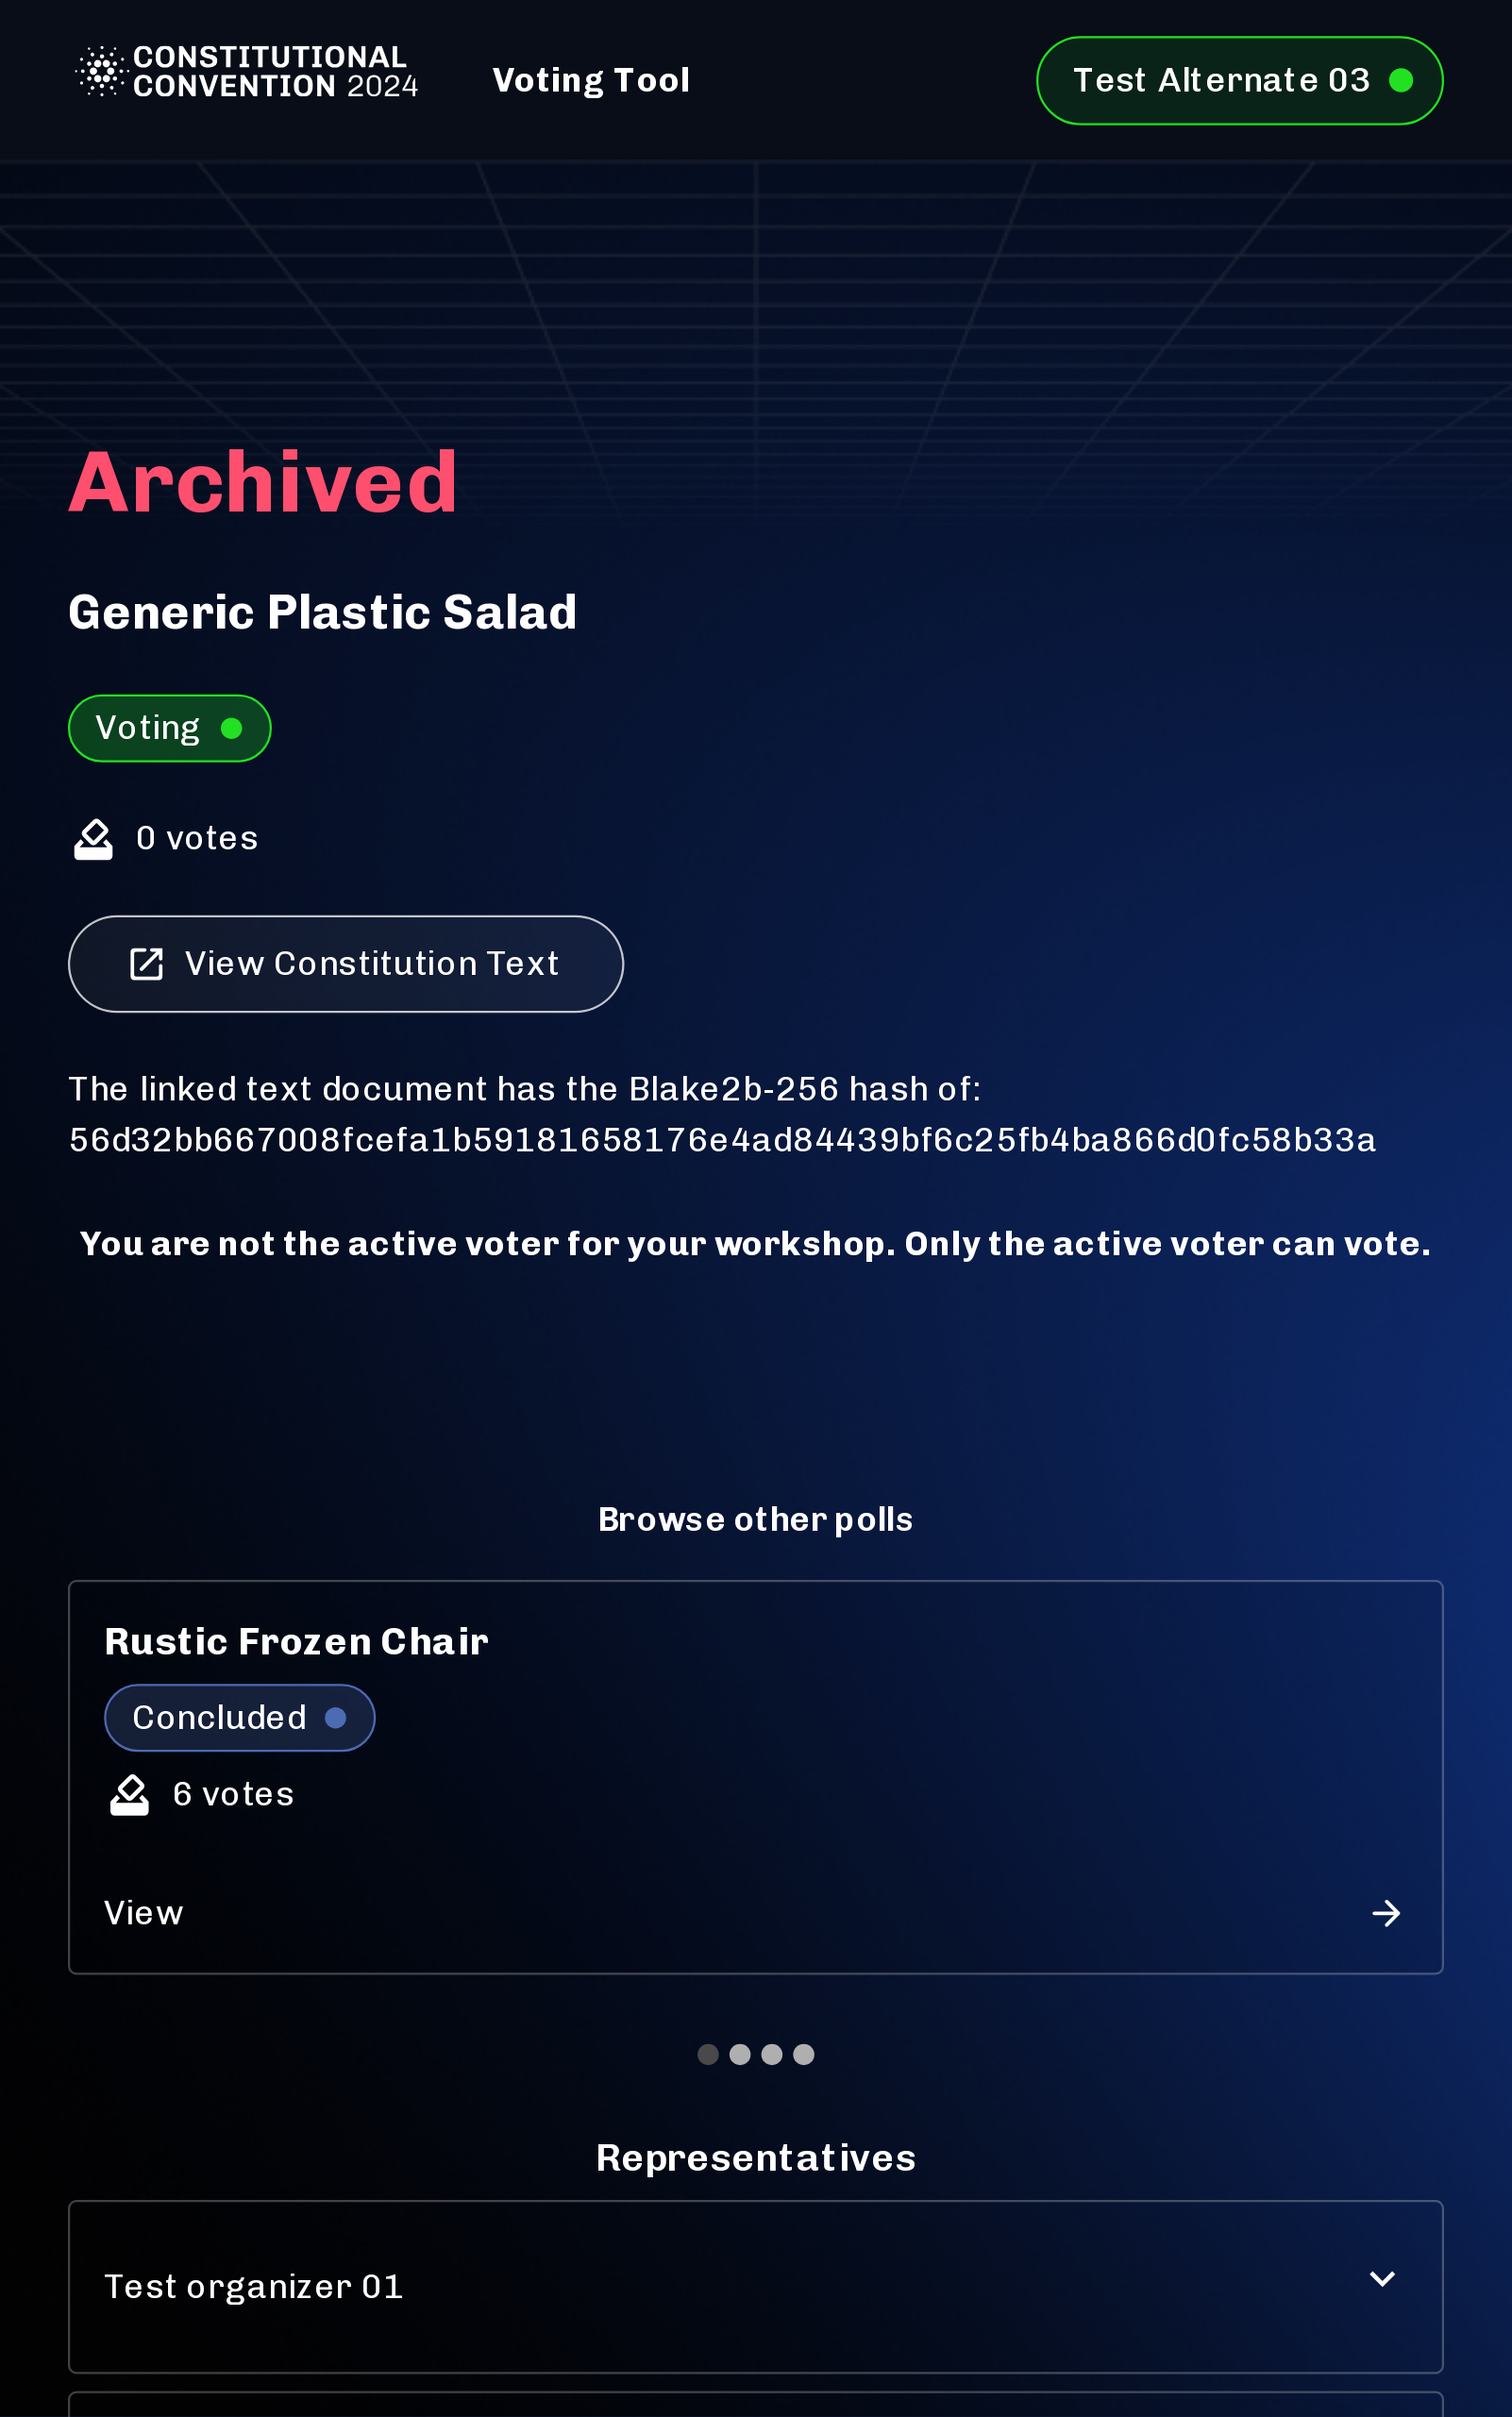 CONSTITUTIONAL
CONVENTION 2024
Voting Tool
Test Alternate 03
Archived
Generic Plastic Salad
Voting
0 votes
View Constitution Text
The linked text document has the Blake2b-256 hash of:
56d32bb667008fcefa1b59181658176e4ad84439bf6c25fb4ba866d0fc58b33a
You are not the active voter for your workshop. Only the active voter can vote.
Browse other polls
Rustic Frozen Chair
Concluded
6 votes
View
Representatives
Test organizer 01